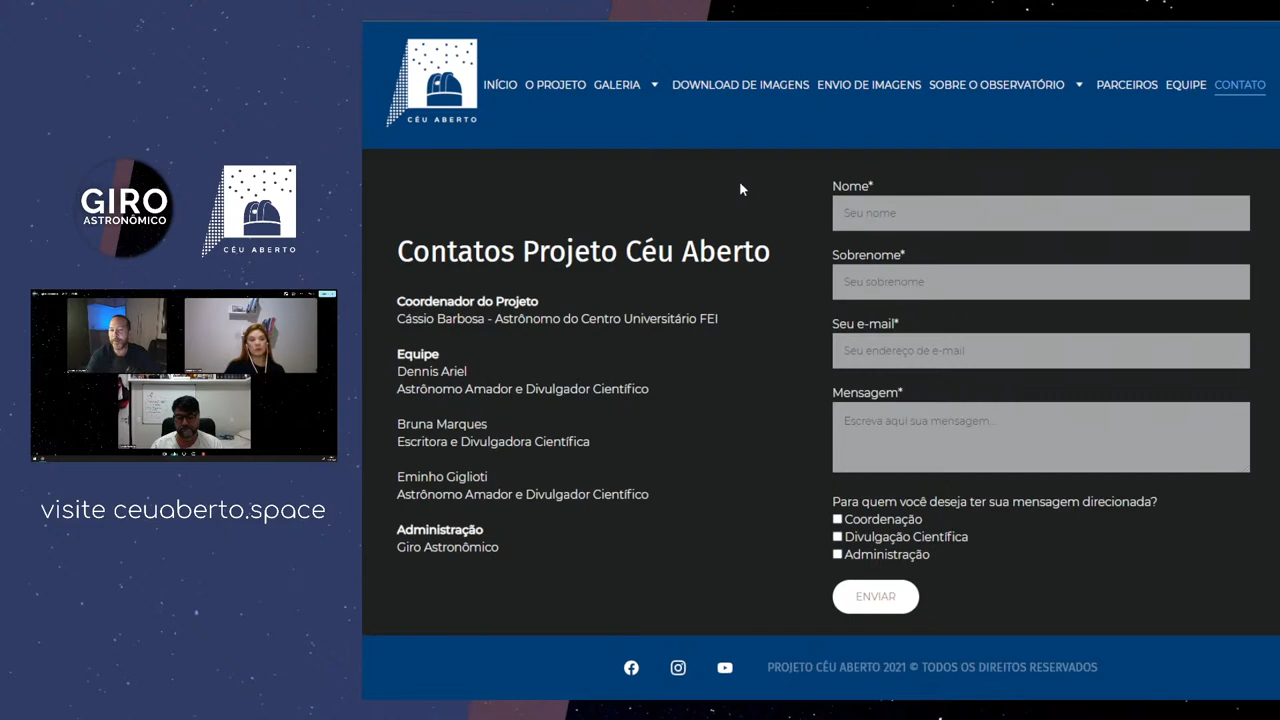 GIRO
ASTRONÔMICO
CÉU ABERTO
visite ceuaberto.space
CÉU ABERTO
INÍCIO O PROJETO GALERIA DOWNLOAD DE IMAGENS ENVIO DE IMAGENS SOBRE O OBSERVATÓRIO PARCEIROS EQUIPE CONTATO
Contatos Projeto Céu Aberto
Coordenador do Projeto
Cássio Barbosa - Astrônomo do Centro Universitário FEI
Equipe
Dennis Ariel
Astrônomo Amador e Divulgador Científico
Bruna Marques
Escritora e Divulgadora Científica
Eminho Giglioti
Astrônomo Amador e Divulgador Científico
Administração
Giro Astronômico
Nome*
Seu nome
Sobrenome*
Seu sobrenome
Seu e-mail*
Seu endereço de e-mail
Mensagem*
Escreva aqui sua mensagem...
Para quem você deseja ter sua mensagem direcionada?
Coordenação
Divulgação Científica
Administração
ENVIAR
PROJETO CÉU ABERTO 2021 © TODOS OS DIREITOS RESERVADOS